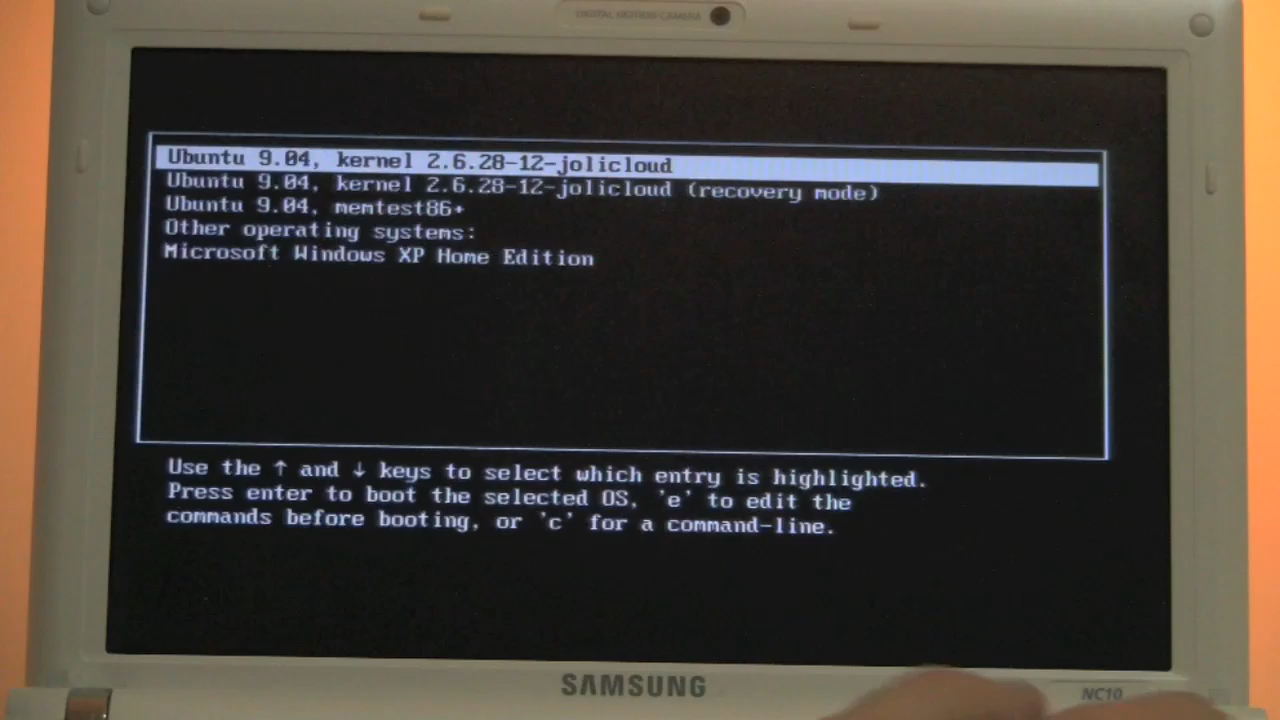 DIGITAL MOTION CAMERA
Ubuntu 9.04, kernel 2.6.28-12-jolicloud
Ubuntu 9.04, kernel 2.6.28-12-jolicloud (recovery mode)
Ubuntu 9.04, memtest86+
Other operating systems:
Microsoft Windows XP Home Edition
Use the ↑ and ↓ keys to select which entry is highlighted.
Press enter to boot the selected OS, 'e' to edit the
commands before booting, or 'c' for a command-line.
SAMSUNG
NC10